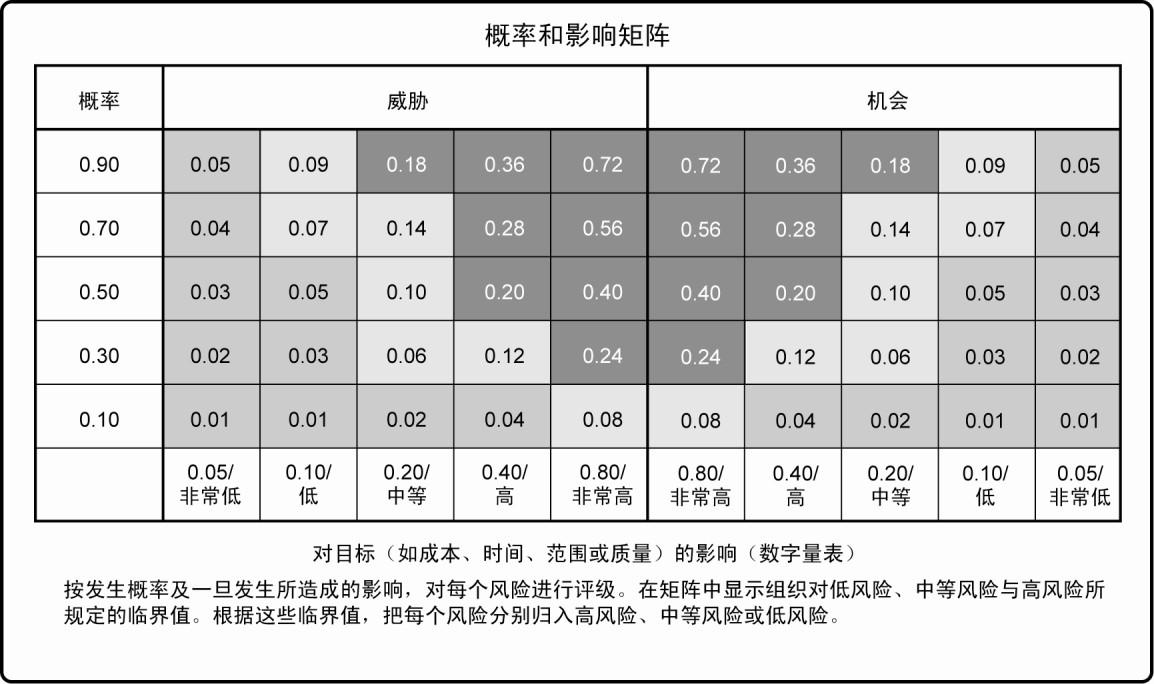 概率和影响矩阵
概率 威胁 机会
0.90 0.05 0.09 0.18 0.36 0.72 0.72 0.36 0.18 0.09 0.05
0.70 0.04 0.07 0.14 0.28 0.56 0.56 0.28 0.14 0.07 0.04
0.50 0.03 0.05 0.10 0.20 0.40 0.40 0.20 0.10 0.05 0.03
0.30 0.02 0.03 0.06 0.12 0.24 0.24 0.12 0.06 0.03 0.02
0.10 0.01 0.01 0.02 0.04 0.08 0.08 0.04 0.02 0.01 0.01
0.05/ 0.10/ 0.20/ 0.40/ 0.80/ 0.80/ 0.40/ 0.20/ 0.10/ 0.05/
非常低 低 中等 高 非常高 非常高 高 中等 低 非常低
对目标（如成本、时间、范围或质量）的影响（数字量表）
按发生概率及一旦发生所造成的影响，对每个风险进行评级。在矩阵中显示组织对低风险、中等风险与高风险所
规定的临界值。根据这些临界值，把每个风险分别归入高风险、中等风险或低风险。